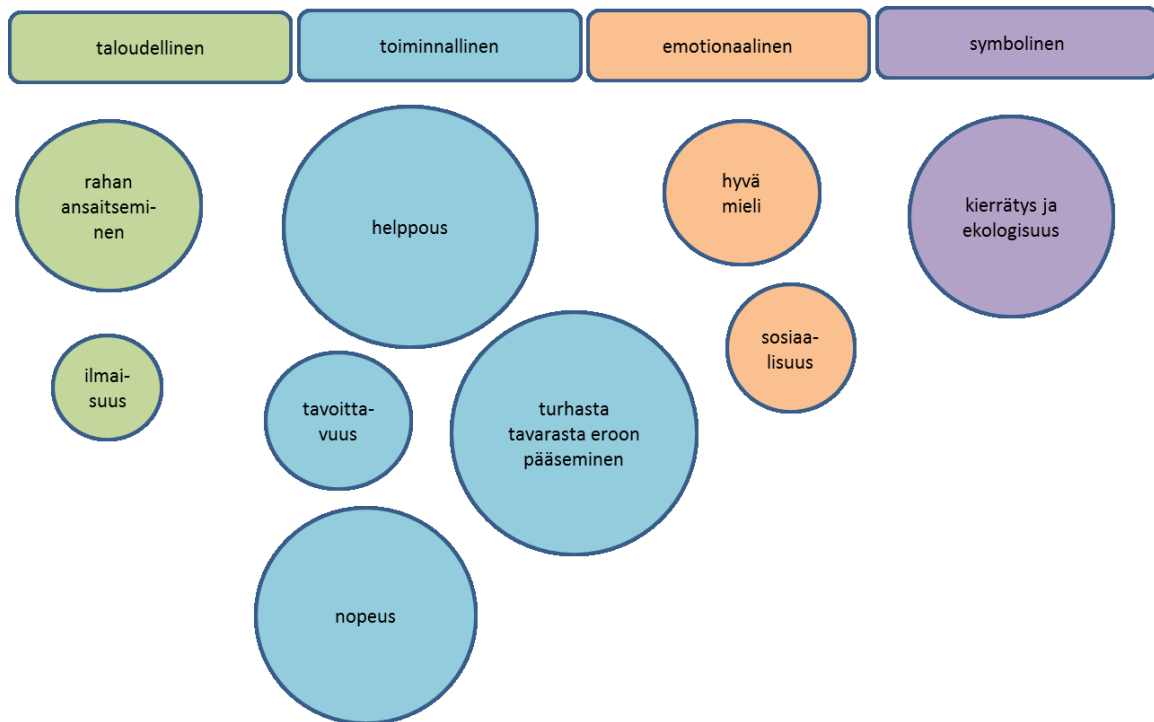 taloudellinen
toiminnallinen
emotionaalinen
symbolinen
rahan
ansaitsemi-
nen
helppous
hyvä
mieli
kierrätys ja
ekologisuus
sosiaa-
lisuus
ilmai-
suus
tavoitta-
vuus
turhasta
tavarasta eroon
pääseminen
nopeus